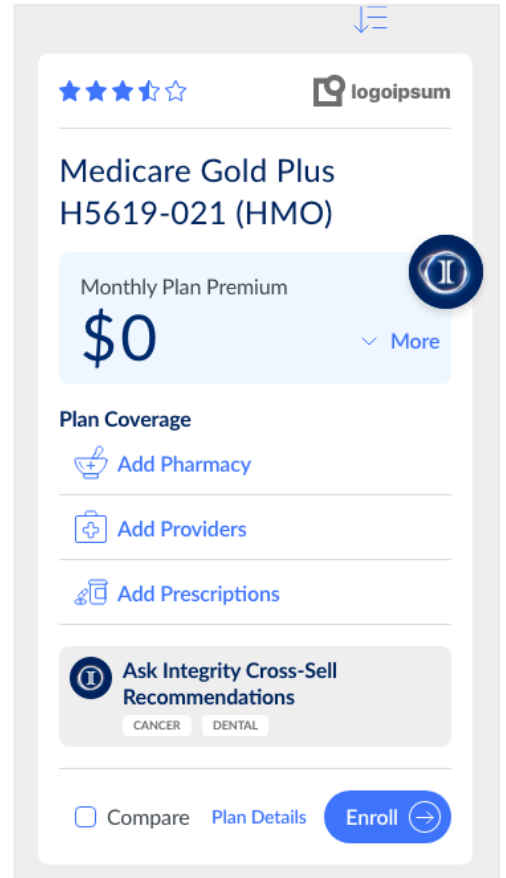 logoipsum
Medicare Gold Plus
H5619-021 (HMO)
Monthly Plan Premium
$0
More
Plan Coverage
Add Pharmacy
Add Providers
Add Prescriptions
Ask Integrity Cross-Sell
Recommendations
CANCER DENTAL
Compare Plan Details Enroll